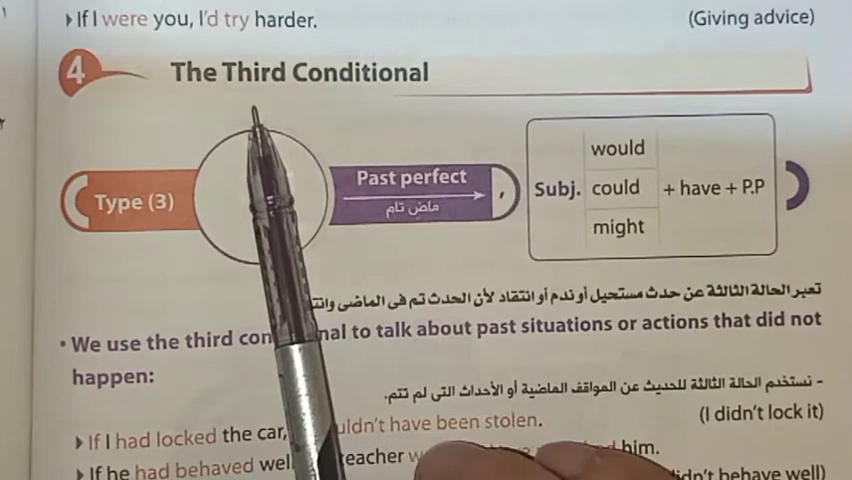 If I were you, I'd try harder. (Giving advice)
4 The Third Conditional
Type (3) Past perfect ماض تام , Subj. would could might + have + P.P
تعبر الحالة الثالثة عن حدث مستحيل أو ندم أو انتقاد لأن الحدث تم فى الماضى
• We use the third con nal to talk about past situations or actions that did not
happen:
- نستخدم الحالة الثالثة للحديث عن المواقف الماضية أو الأحداث التى لم تتم.
If I had locked the car, uldn't have been stolen. (I didn't lock it)
If he had behaved wel teacher him.
didn't behave well)